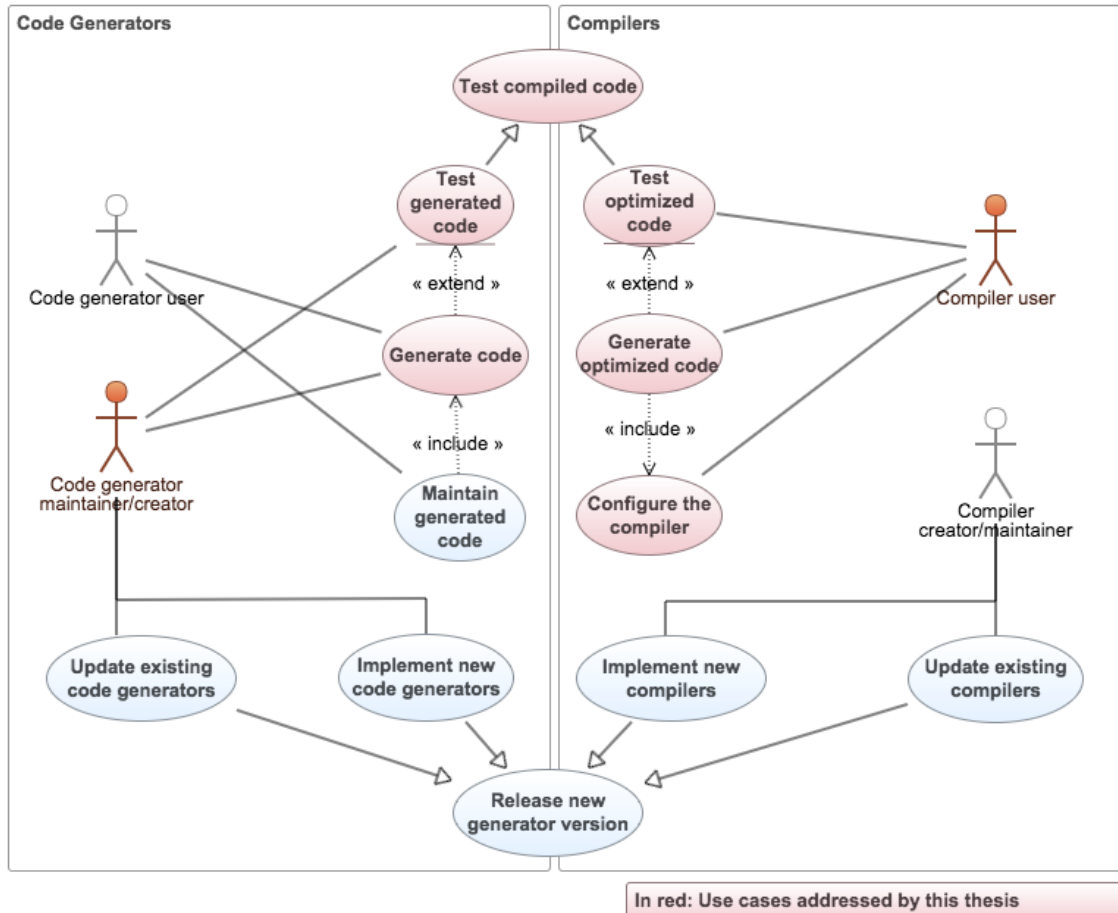 Code Generators
Compilers
Test compiled code
Test
generated
code
Test
optimized
code
Code generator user
« extend »
« extend »
Compiler user
Generate code
Generate
optimized code
« include »
« include »
Code generator
maintainer/creator
Maintain
generated
code
Configure the
compiler
Compiler
creator/maintainer
Update existing
code generators
Implement new
code generators
Implement new
compilers
Update existing
compilers
Release new
generator version
In red: Use cases addressed by this thesis